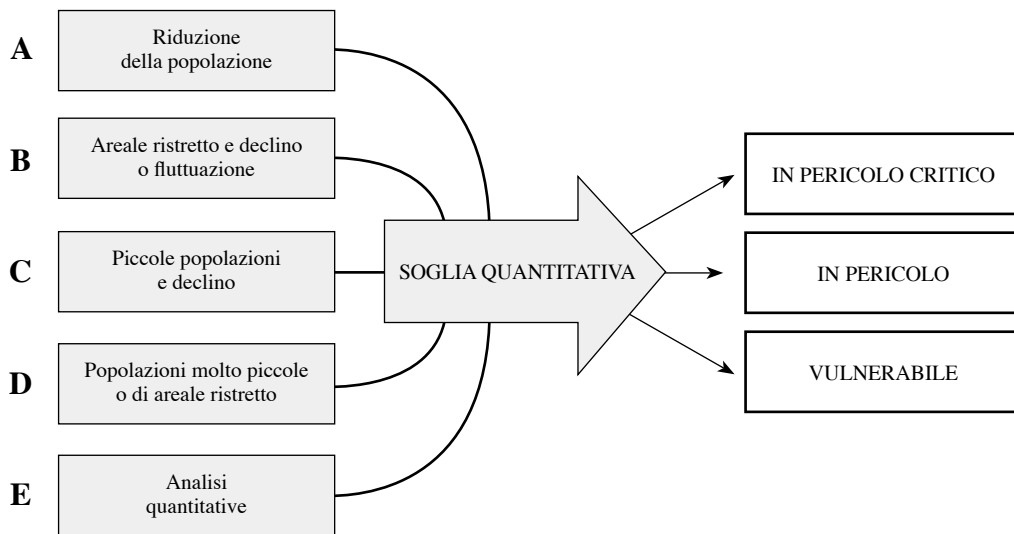 A
Riduzione
della popolazione
B
Areale ristretto e declino
o fluttuazione
C
Piccole popolazioni
e declino
D
Popolazioni molto piccole
o di areale ristretto
E
Analisi
quantitative
SOGLIA QUANTITATIVA
IN PERICOLO CRITICO
IN PERICOLO
VULNERABILE